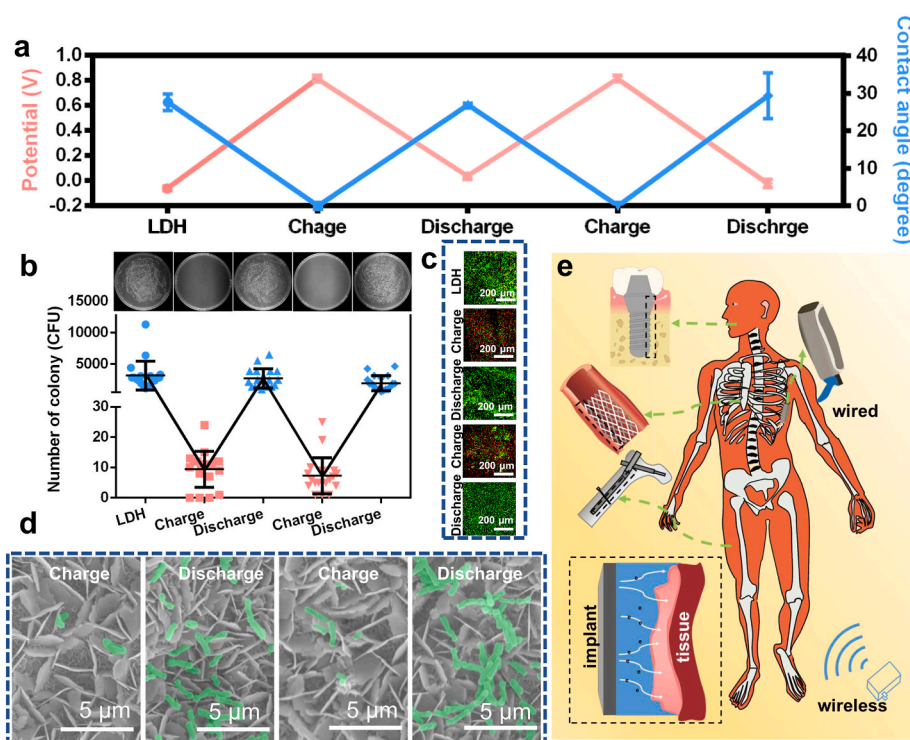 a
Potential (V)
1.0
0.8
0.6
0.4
0.2
0.0
-0.2
40
30
20
10
0
Contact angle (degree)
LDH Chage Discharge Charge Dischrge
b
Number of colony (CFU)
15000
10000
5000
30
20
10
0
LDH Charge Discharge Charge Discharge
c
LDH
200 μm
Charge
200 μm
Discharge
200 μm
Charge
200 μm
Discharge
200 μm
d
Charge Discharge Charge Discharge
5 μm 5 μm 5 μm 5 μm
e
wired
implant
e
e
e
e
e
e
e
tissue
wireless